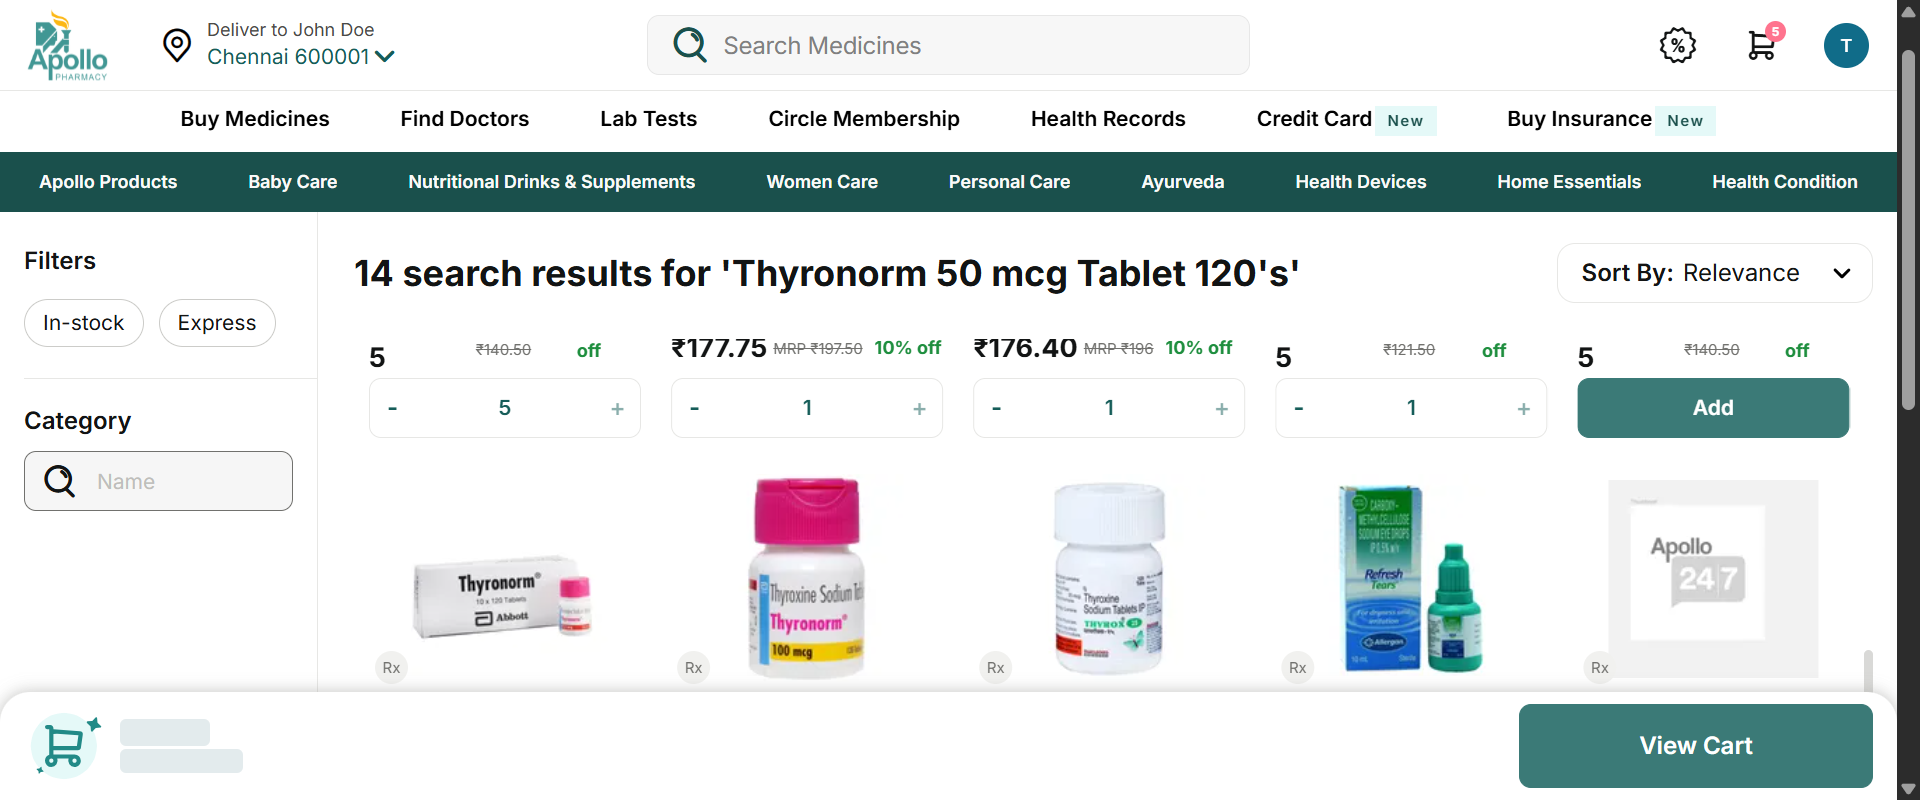 Apollo
PHARMACY
Deliver to John Doe
Chennai 600001
Search Medicines
%
5
T
Buy Medicines
Find Doctors
Lab Tests
Circle Membership
Health Records
Credit Card New
Buy Insurance New
Apollo Products
Baby Care
Nutritional Drinks & Supplements
Women Care
Personal Care
Ayurveda
Health Devices
Home Essentials
Health Condition
Filters
In-stock
Express
Category
Name
14 search results for 'Thyronorm 50 mcg Tablet 120's'
Sort By: Relevance
5 ₹140.50 off
₹177.75 MRP ₹197.50 10% off
₹176.40 MRP ₹196 10% off
5 ₹121.50 off
5 ₹140.50 off
- 5 +
- 1 +
- 1 +
- 1 +
Add
Thyronorm®
10 x 120 Tablets
Abbott
Rx
Thyroxine Sodium
Thyronorm®
100 mcg
Rx
Thyroxine
Sodium Tablets IP
THYROX
Rx
CARBOXY-
METHYLCELLULOSE
SODIUM EYE DROPS
IP 0.5% w/v
Refresh
Tears
Allergan
10 mL
Rx
Apollo
24|7
Rx
View Cart